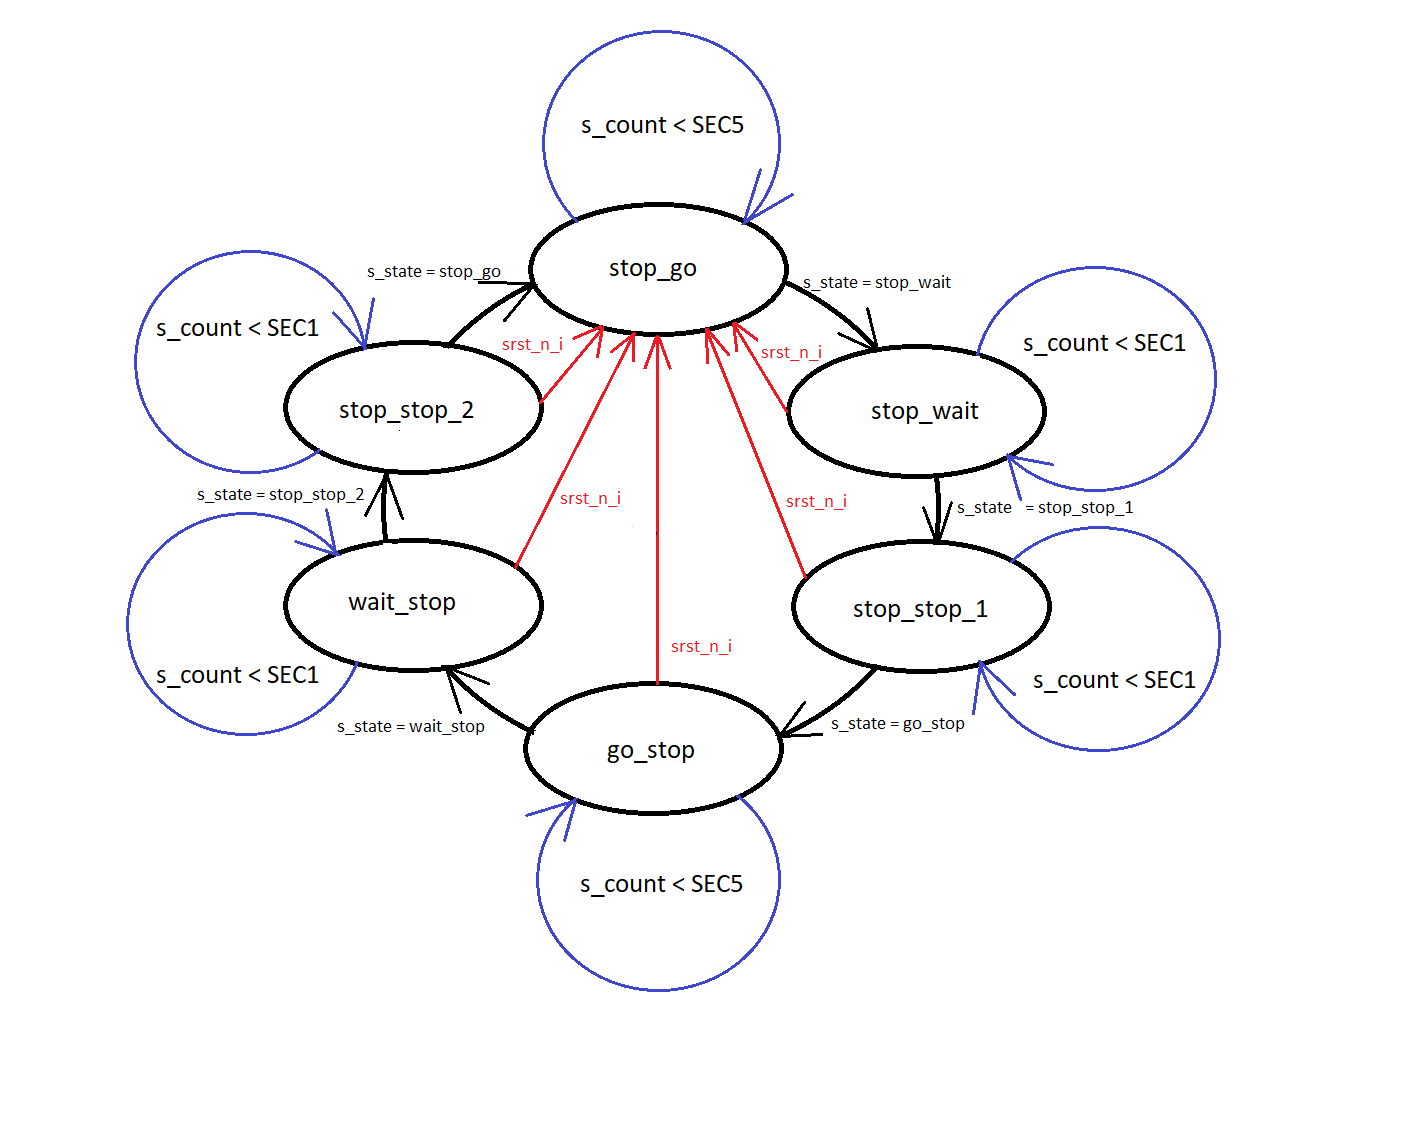 s_count < SEC5
stop_go
s_state = stop_go
s_state = stop_wait
s_count < SEC1
s_count < SEC1
srst_n_i
srst_n_i
stop_stop_2
stop_wait
s_state = stop_stop_2
srst_n_i
srst_n_i
s_state = stop_stop_1
wait_stop
stop_stop_1
srst_n_i
s_count < SEC1
s_count < SEC1
s_state = wait_stop
s_state = go_stop
go_stop
s_count < SEC5